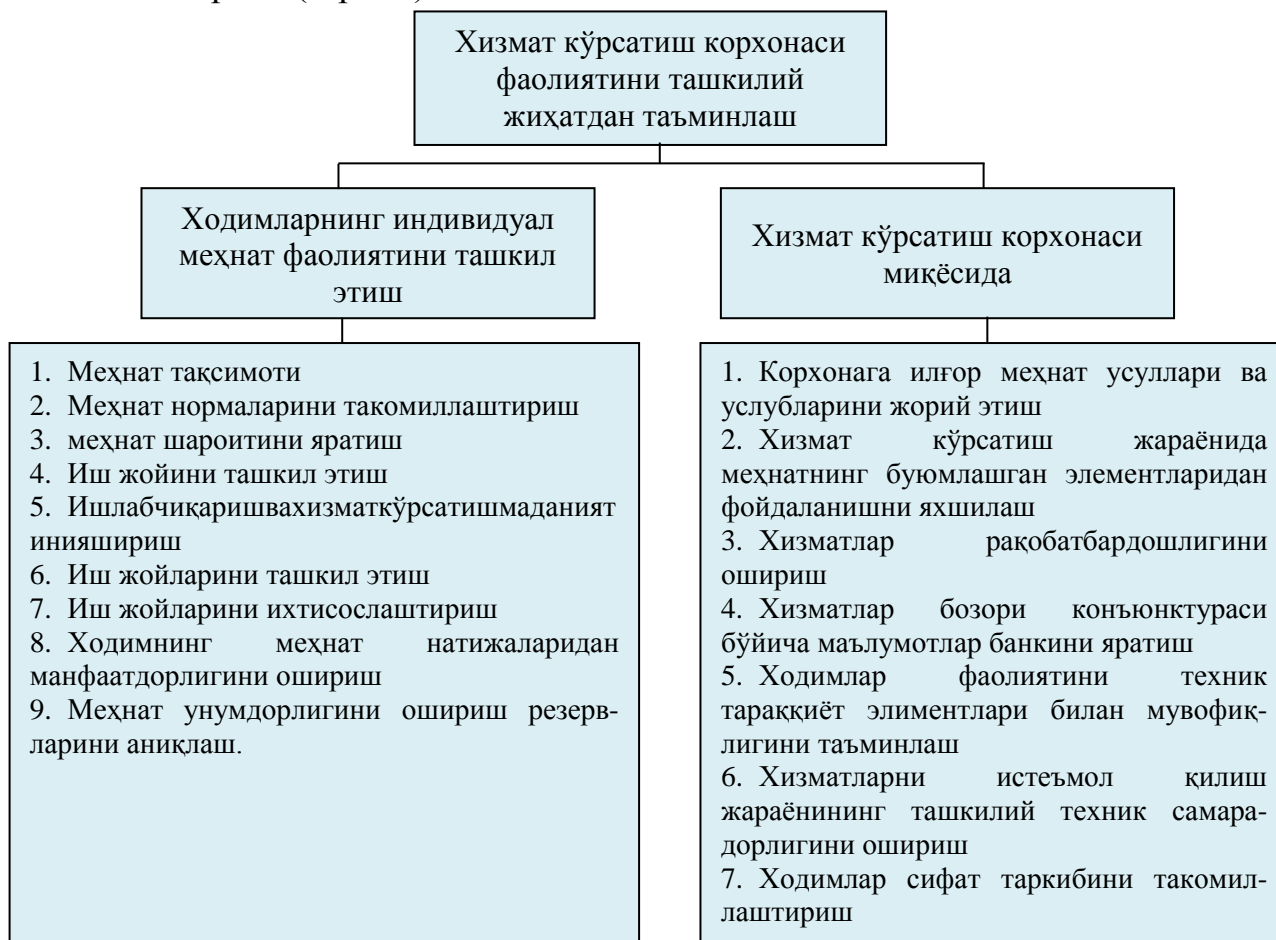 Хизмат кўрсатиш корхонаси
фаолиятини ташкилий
жиҳатдан таъминлаш
Ходимларнинг индивидуал
меҳнат фаолиятини ташкил
этиш
Хизмат кўрсатиш корхонаси
миқёсида
1. Меҳнат тақсимоти
2. Меҳнат нормаларини такомиллаштириш
3. меҳнат шароитини яратиш
4. Иш жойини ташкил этиш
5. Ишлабчиқаришвахизматкўрсатишмаданият
инияшириш
6. Иш жойларини ташкил этиш
7. Иш жойларини ихтисослаштириш
8. Ходимнинг меҳнат натижаларидан
манфаатдорлигини ошириш
9. Меҳнат унумдорлигини ошириш резерв-
ларини аниқлаш.
1. Корхонага илғор меҳнат усуллари ва
услубларини жорий этиш
2. Хизмат кўрсатиш жараёнида
меҳнатнинг буюмлашган элементларидан
фойдаланишни яхшилаш
3. Хизматлар рақобатбардошлигини
ошириш
4. Хизматлар бозори конъюнктураси
бўйича маълумотлар банкини яратиш
5. Ходимлар фаолиятини техник
тараққиёт элиментлари билан мувофиқ-
лигини таъминлаш
6. Хизматларни истеъмол қилиш
жараёнининг ташкилий техник самара-
дорлигини ошириш
7. Ходимлар сифат таркибини такомил-
лаштириш